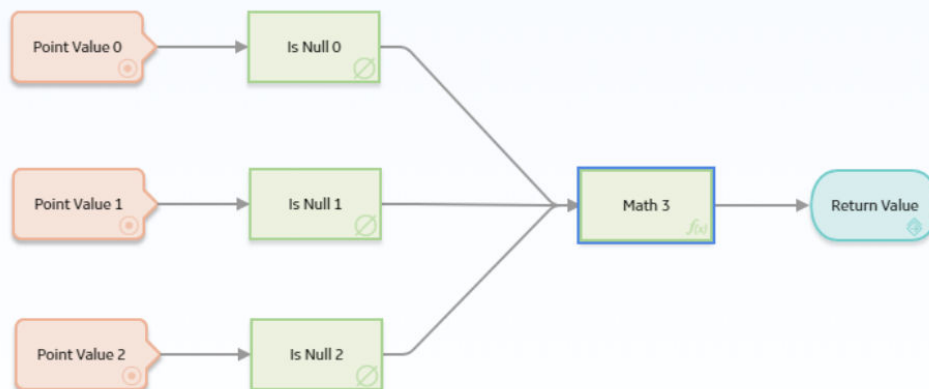 Point Value 0
Is Null 0
Point Value 1
Is Null 1
Math 3
f(x)
Return Value
Point Value 2
Is Null 2